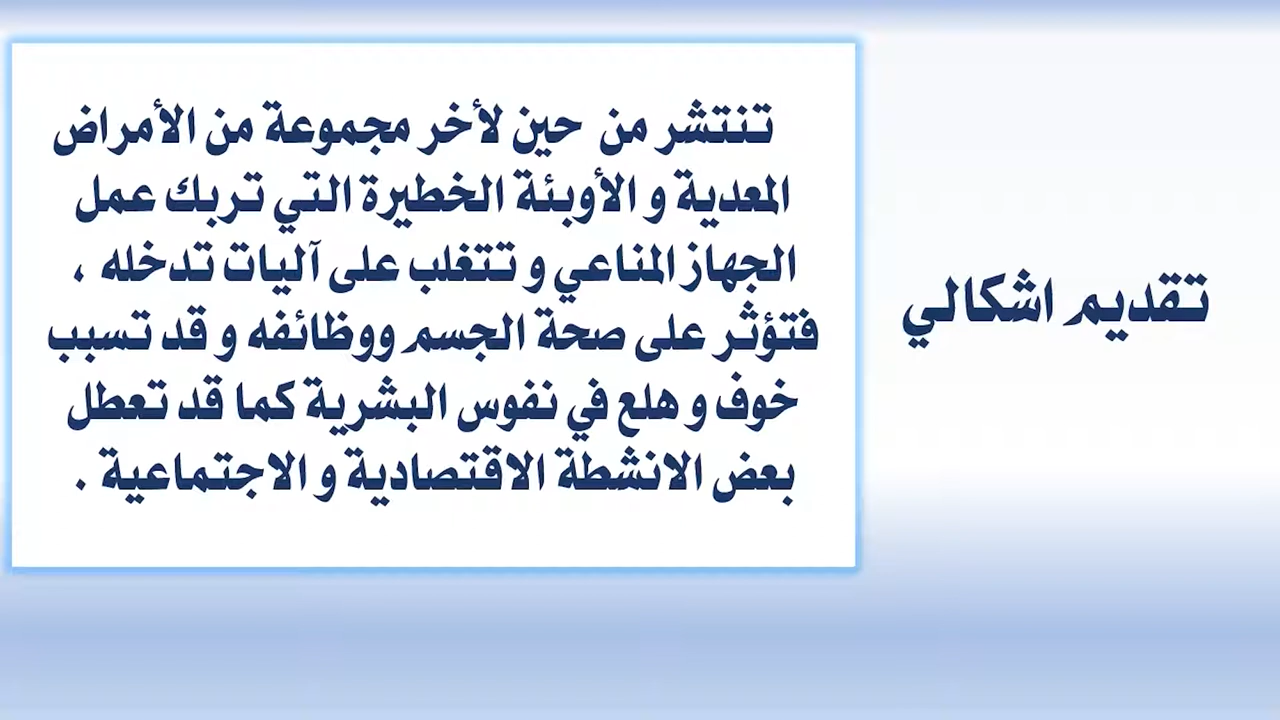 تقديم اشكالي
تنتشر من حين لأخر مجموعة من الأمراض
المعدية و الأوبئة الخطيرة التي تربك عمل
الجهاز المناعي و تتغلب على آليات تدخله ،
فتؤثر على صحة الجسم ووظائفه و قد تسبب
خوف و هلع في نفوس البشرية كما قد تعطل
بعض الانشطة الاقتصادية و الاجتماعية .